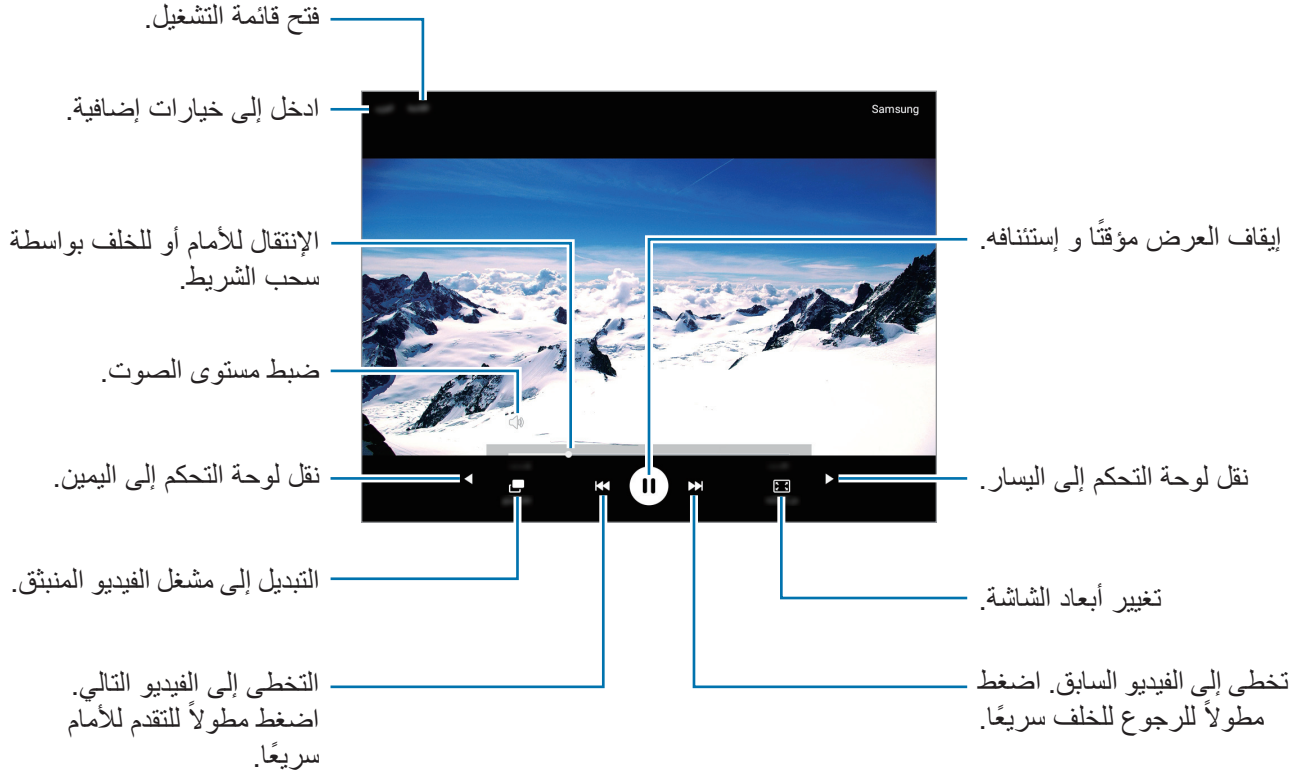 فتح قائمة التشغيل.
ادخل إلى خيارات إضافية.
Samsung
إيقاف العرض مؤقتًا و إستئنافه.
الإنتقال للأمام أو للخلف بواسطة
سحب الشريط.
ضبط مستوى الصوت.
نقل لوحة التحكم إلى اليسار.
نقل لوحة التحكم إلى اليمين.
التبديل إلى مشغل الفيديو المنبثق.
تغيير أبعاد الشاشة.
تخطى إلى الفيديو السابق. اضغط
مطولاً للرجوع للخلف سريعًا.
التخطى إلى الفيديو التالي.
اضغط مطولاً للتقدم للأمام
سريعًا.